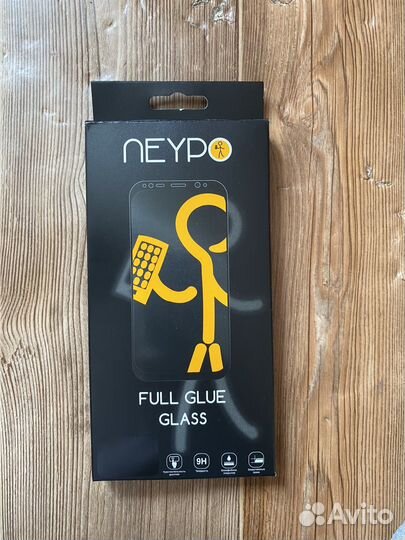 NEYPO
FULL GLUE
GLASS
9H
Avito